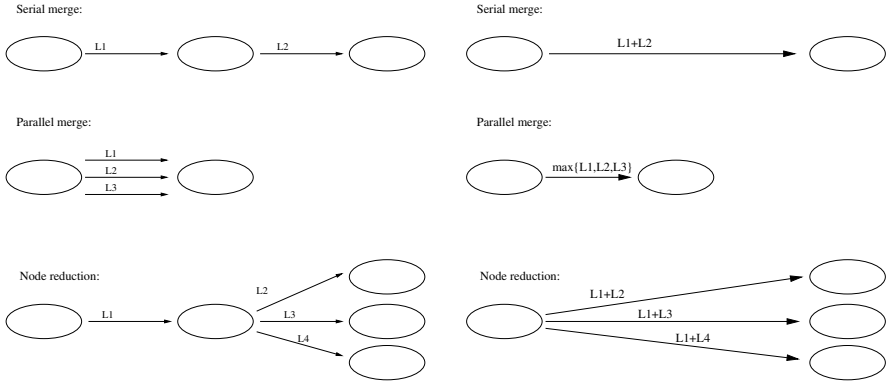 Serial merge:
L1
L2
Serial merge:
L1+L2
Parallel merge:
L1
L2
L3
Parallel merge:
max{L1,L2,L3}
Node reduction:
L1
L2
L3
L4
Node reduction:
L1+L2
L1+L3
L1+L4